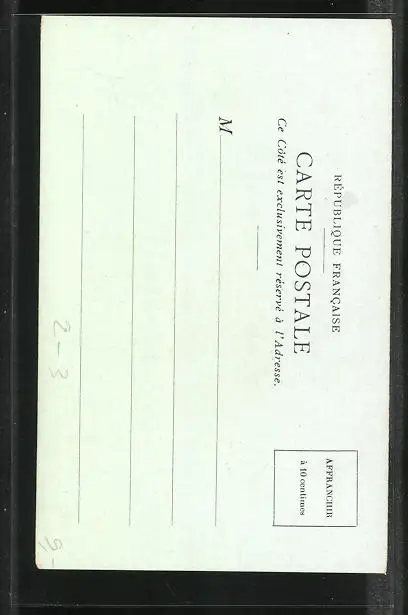 RÉPUBLIQUE FRANÇAISE
CARTE POSTALE
Ce Côté est exclusivement réservé à l'Adresse.
AFFRANCHIR
à 10 centimes
M
2-3